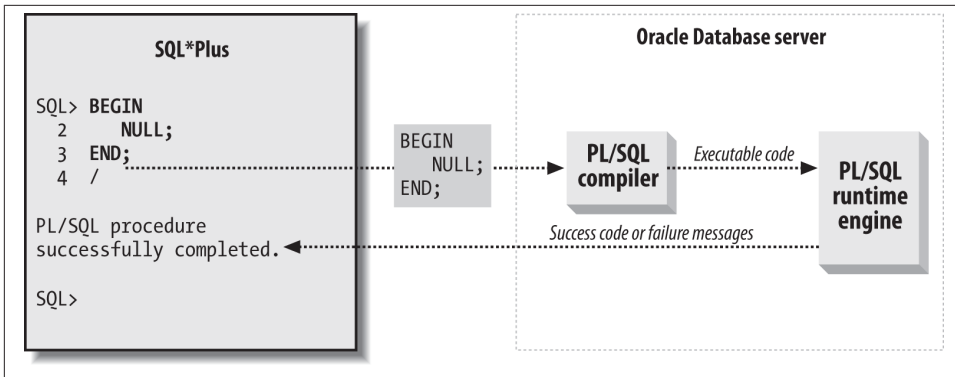 SQL*Plus
SQL> BEGIN
2 NULL;
3 END;
4 /
PL/SQL procedure
successfully completed.
SQL>
BEGIN
NULL;
END;
Oracle Database server
PL/SQL
compiler
Executable code
PL/SQL
runtime
engine
Success code or failure messages